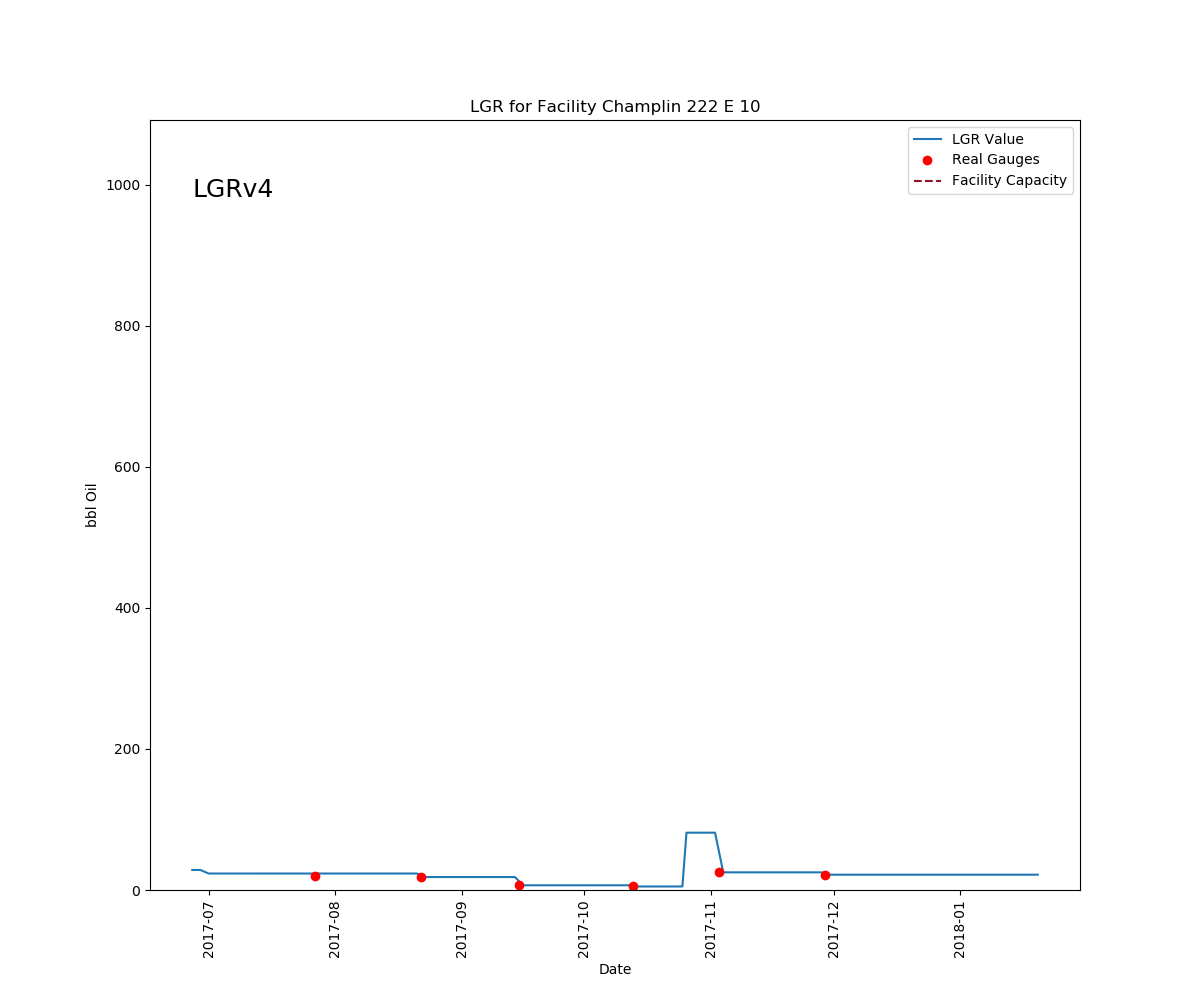 LGR for Facility Champlin 222 E 10
LGRv4
LGR Value
Real Gauges
Facility Capacity
bbl Oil
1000
800
600
400
200
0
2017-07
2017-08
2017-09
2017-10
2017-11
2017-12
2018-01
Date